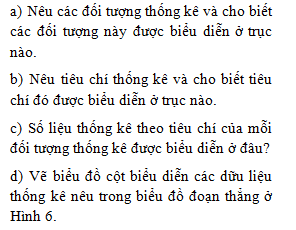 a) Nêu các đối tượng thống kê và cho biết
các đối tượng này được biểu diễn ở trục
nào.
b) Nêu tiêu chí thống kê và cho biết tiêu
chí đó được biểu diễn ở trục nào.
c) Số liệu thống kê theo tiêu chí của mỗi
đối tượng thống kê được biểu diễn ở đâu?
d) Vẽ biểu đồ cột biểu diễn các dữ liệu
thống kê nêu trong biểu đồ đoạn thẳng ở
Hình 6.